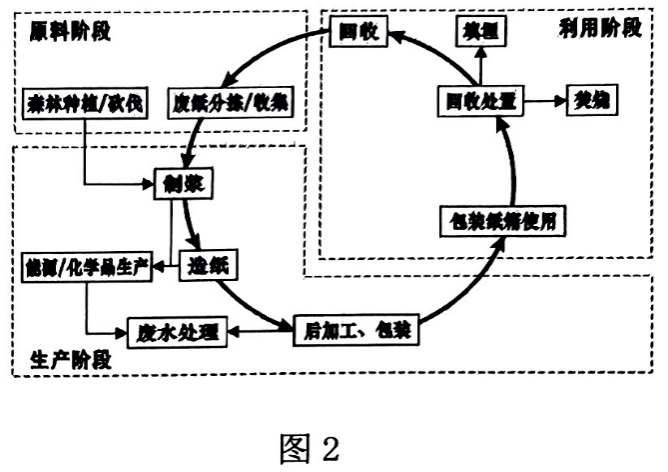 原料阶段
回收
填埋
利用阶段
森林种植/砍伐
废纸分拣/收集
回收处置
焚烧
制浆
包装纸箱使用
能源/化学品生产
造纸
废水处理
后加工、包装
生产阶段
图2